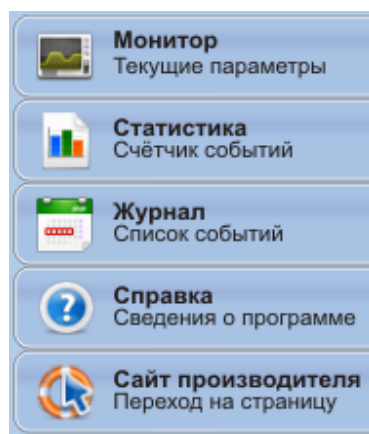 Монитор
Текущие параметры
Статистика
Счётчик событий
Журнал
Список событий
Справка
Сведения о программе
Сайт производителя
Переход на страницу